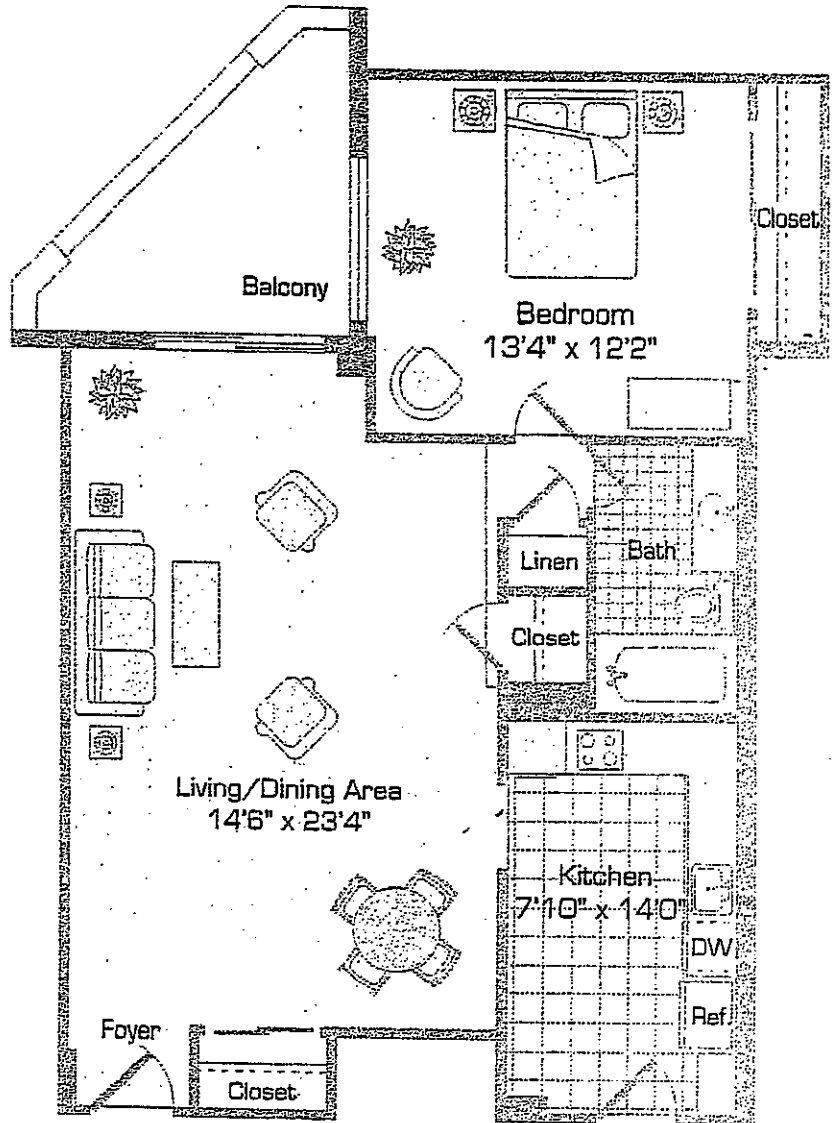 Balcony
Closet
Bedroom
13'4" x 12'2"
Linen
Bath
Closet
Living/Dining Area
14'6" x 23'4"
Kitchen
7'10" x 14'0"
DW
Ref
Foyer
Closet